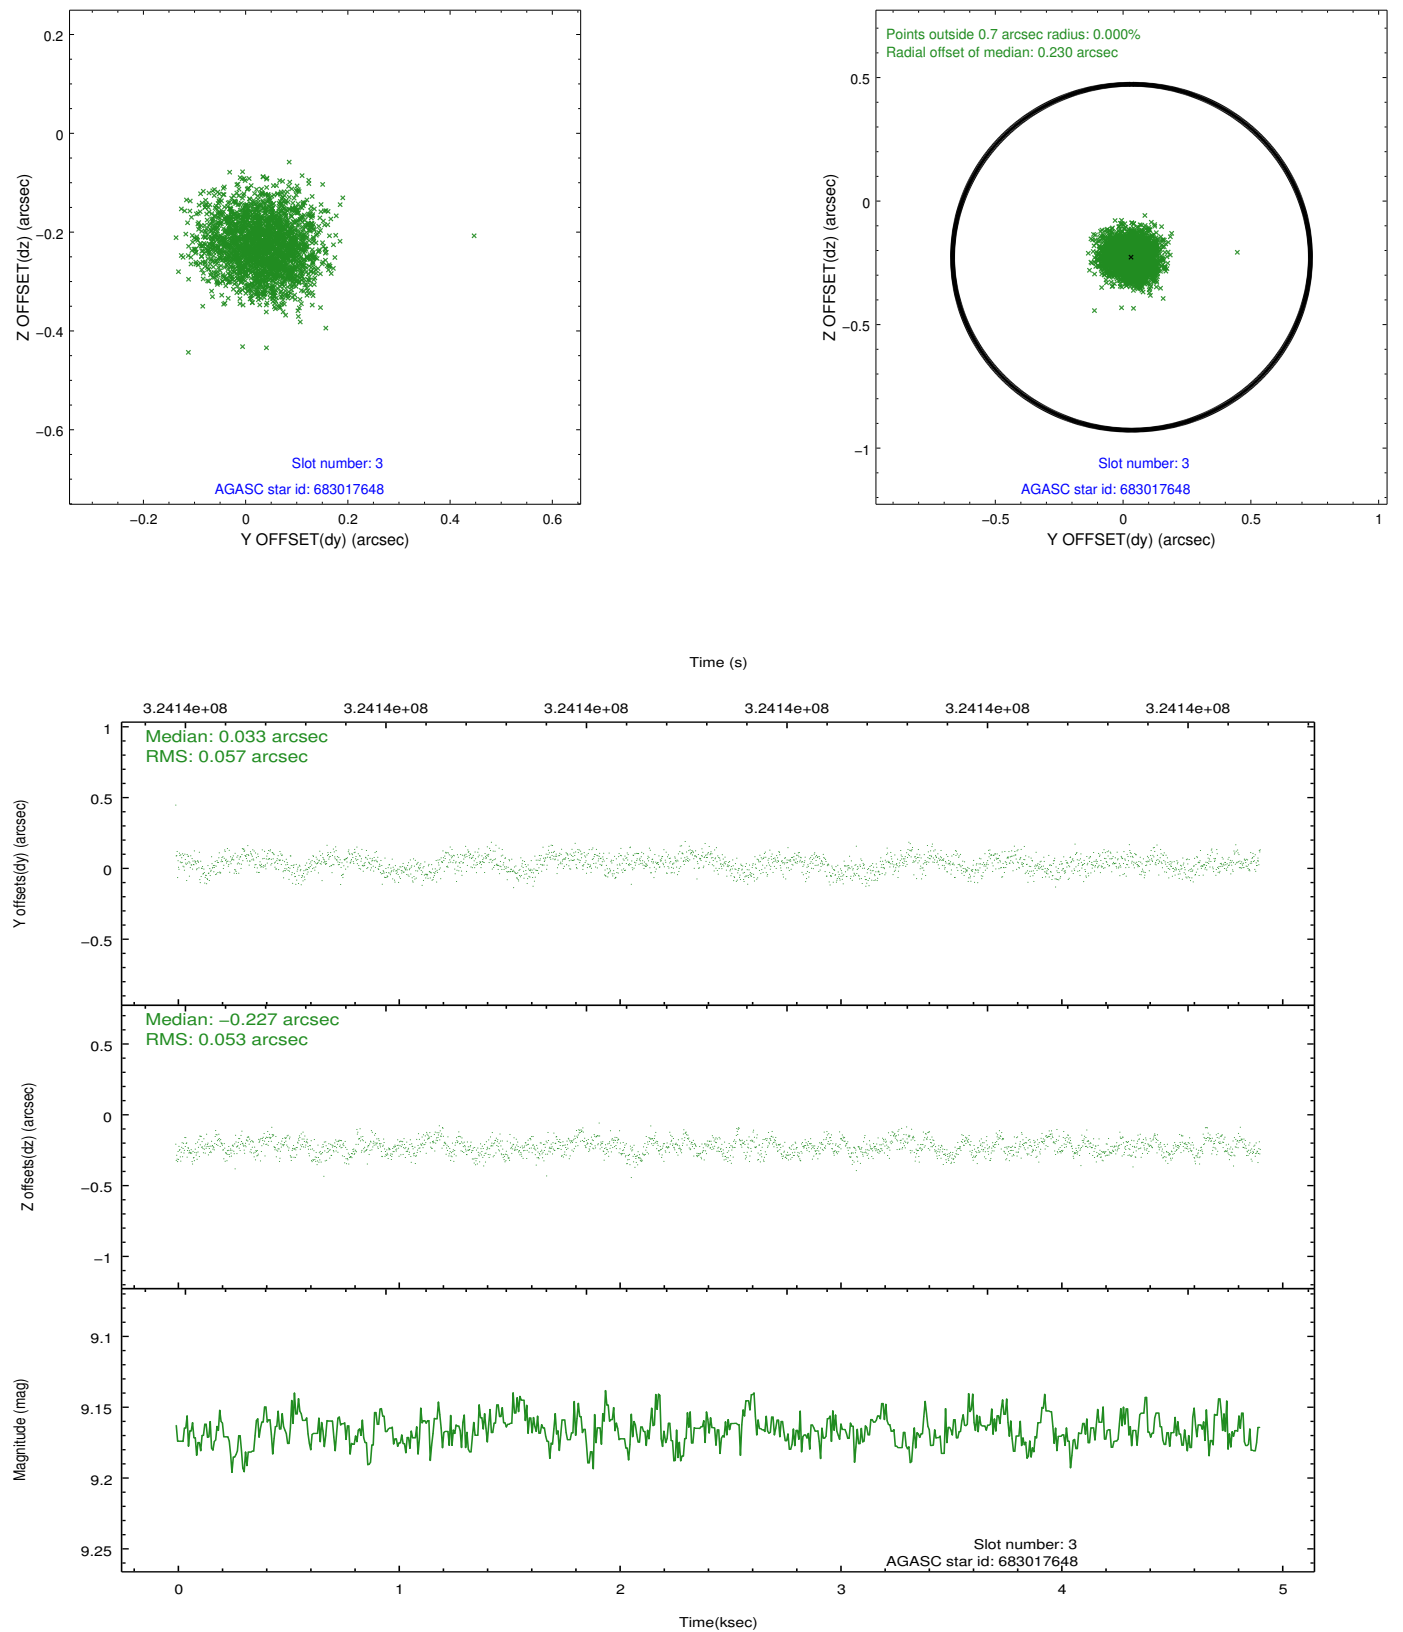 0.2
0
−0.2
−0.4
−0.6
Z OFFSET(dz) (arcsec)
Slot number: 3
AGASC star id: 683017648
−0.2 0 0.2 0.4 0.6
Y OFFSET(dy) (arcsec)
Points outside 0.7 arcsec radius: 0.000%
Radial offset of median: 0.230 arcsec
0.5
0
−0.5
−1
Z OFFSET(dz) (arcsec)
Slot number: 3
AGASC star id: 683017648
−0.5 0 0.5 1
Y OFFSET(dy) (arcsec)
Time (s)
3.2414e+08 3.2414e+08 3.2414e+08 3.2414e+08 3.2414e+08 3.2414e+08
Median: 0.033 arcsec
RMS: 0.057 arcsec
1
0.5
0
−0.5
Y offsets(dy) (arcsec)
Median: −0.227 arcsec
RMS: 0.053 arcsec
0.5
0
−0.5
−1
Z offsets(dz) (arcsec)
9.1
9.15
9.2
9.25
Magnitude (mag)
Slot number: 3
AGASC star id: 683017648
0 1 2 3 4 5
Time(ksec)